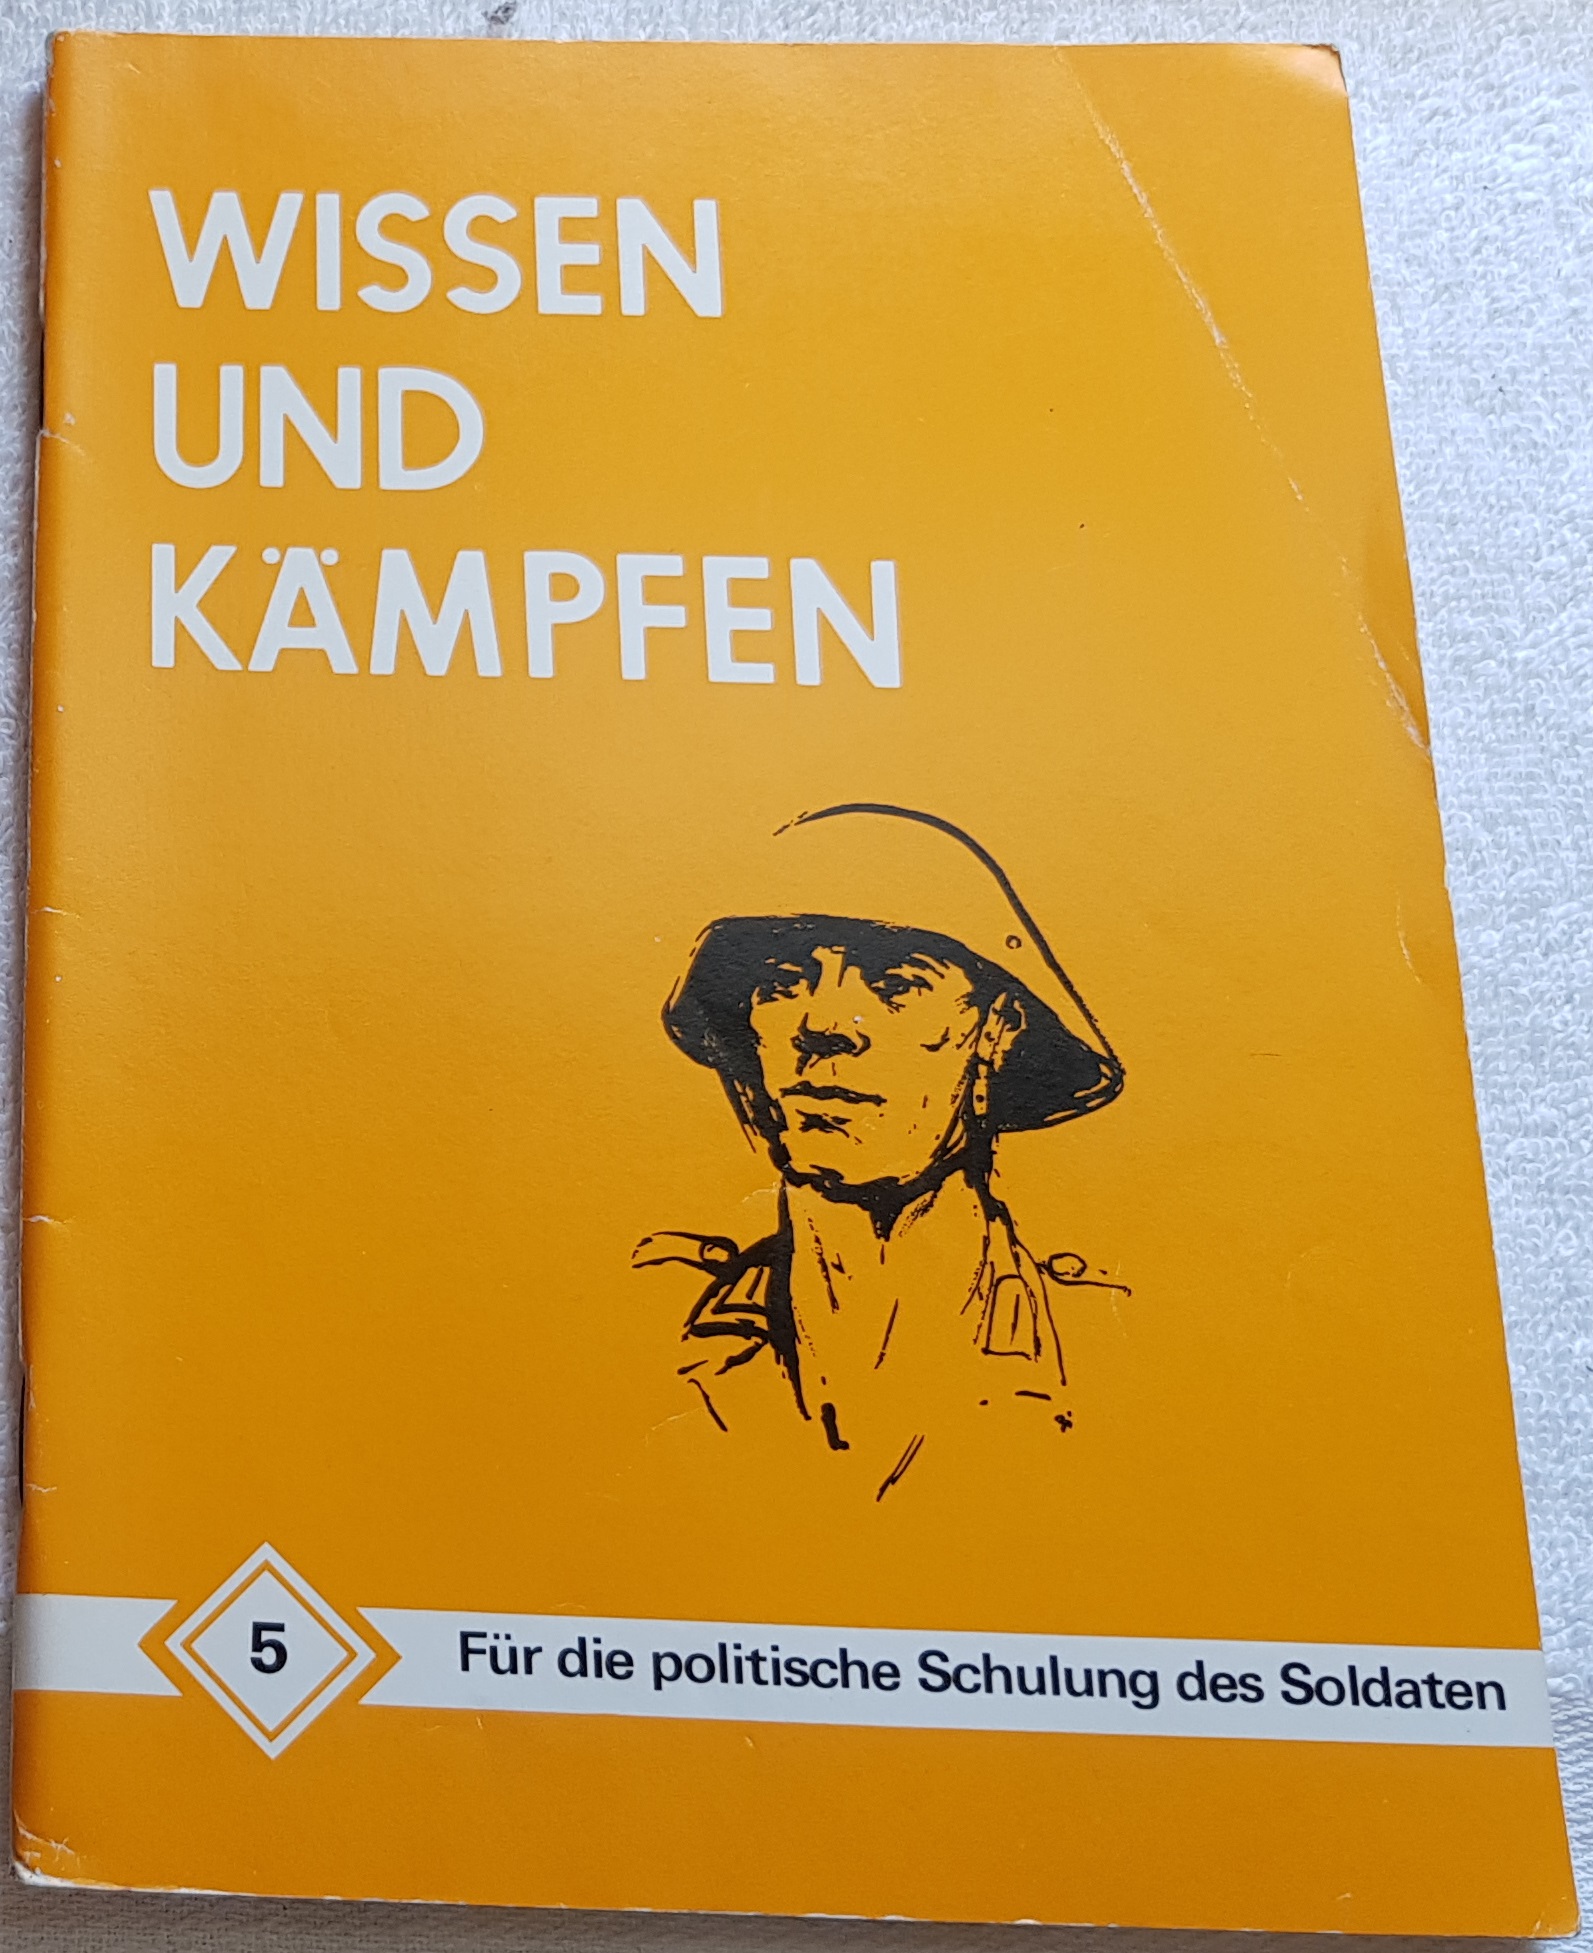 WISSEN
UND
KÄMPFEN
5
Für die politische Schulung des Soldaten